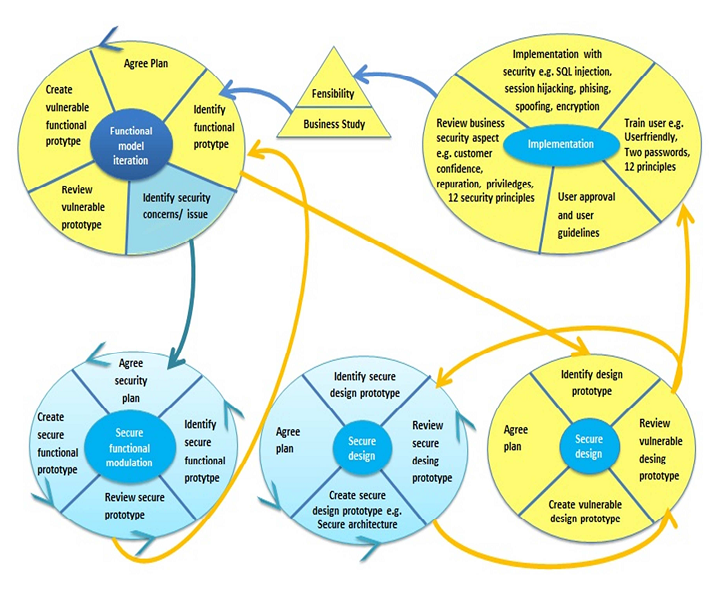 Agree Plan
Create
vulnerable
functional
protytpe
Identify
functional
protytpe
Functional
model
iteration
Review
vulnerable
prototype
Identify security
concerns/ issue
Fensibility
Business Study
Implementation with
security e.g. SQL injection,
session hijacking, phising,
spoofing, encryption
Review business
security aspect
e.g. customer
confidence,
repuration, priviledges,
12 security principles
Implementation
Train user e.g.
Userfriendly,
Two passwords,
12 principles
User approval
and user
guidelines
Agree
security
plan
Create
secure
functional
prototype
Secure
functional
modulation
Identify
secure
functional
protytpe
Review secure
prototype
Identify secure
design prototype
Agree
plan
Secure
design
Review
secure
desing
prototype
Create secure
design prototype e.g.
Secure architecture
Identify design
prototype
Agree
plan
Secure
design
Review
vulnerable
desing
prototype
Create vulnerable
design prototype